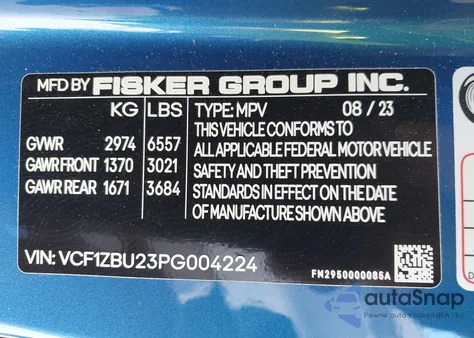 MFD BY FISKER GROUP INC.
KG LBS TYPE: MPV 08 / 23
GVWR 2974 6557 THIS VEHICLE CONFORMS TO
ALL APPLICABLE FEDERAL MOTOR VEHICLE
GAWR FRONT 1370 3021 SAFETY AND THEFT PREVENTION
GAWR REAR 1671 3684 STANDARDS IN EFFECT ON THE DATE
OF MANUFACTURE SHOWN ABOVE
VIN: VCF1ZBU23PG004224
FM2950000085A
autoSnap